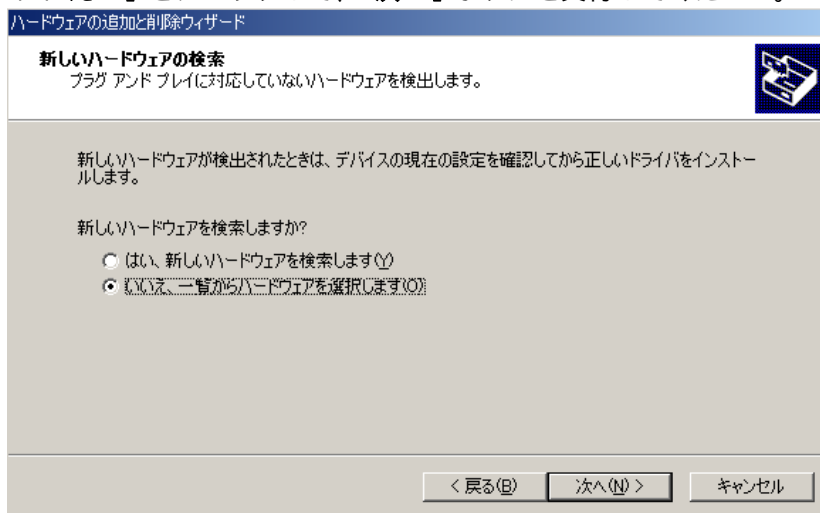 ハードウェアの追加と削除ウィザード
新しいハードウェアの検索
プラグ アンド プレイに対応していないハードウェアを検出します。
新しいハードウェアが検出されたときは、デバイスの現在の設定を確認してから正しいドライバをインストー
ルします。
新しいハードウェアを検索しますか?
はい、新しいハードウェアを検索します(Y)
いいえ、一覧からハードウェアを選択します(O)
< 戻る(B)
次へ(N) >
キャンセル